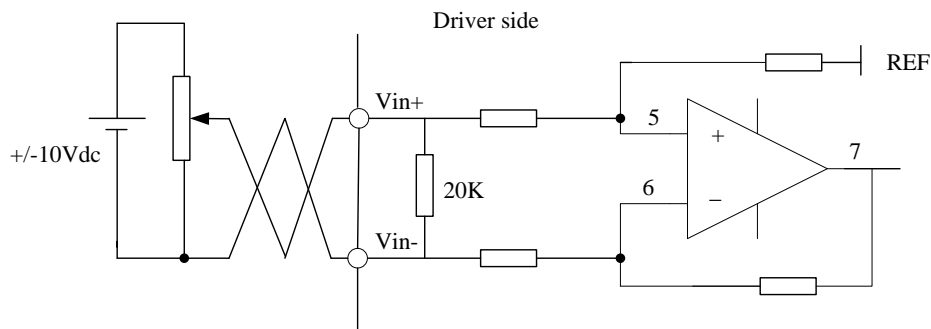 Driver side
REF
Vin+
5
+
7
+/-10Vdc
20K
6
−
Vin-